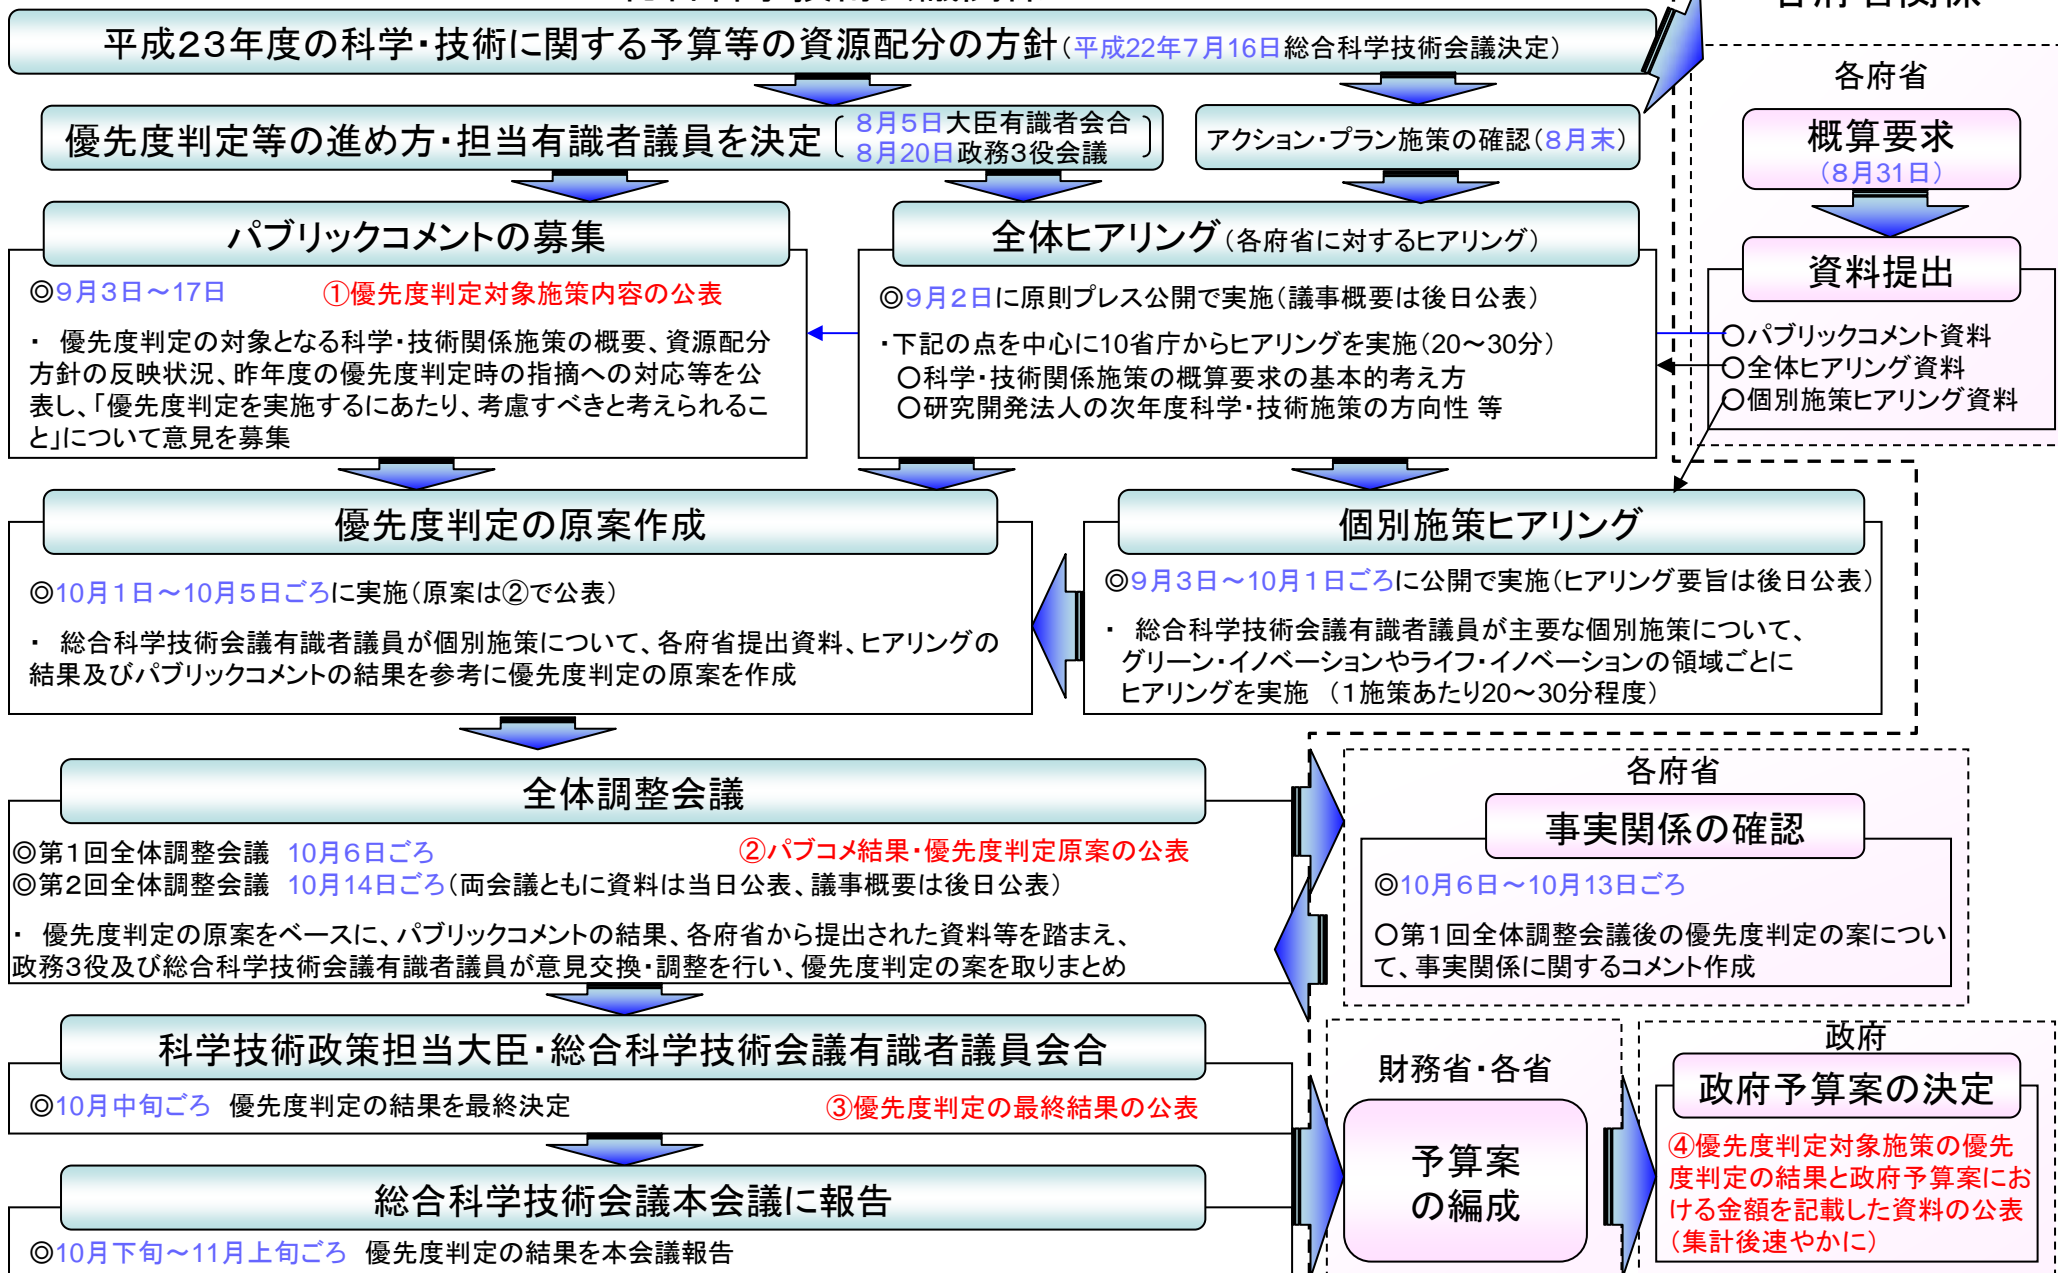 平成23年度の科学・技術に関する予算等の資源配分の方針(平成22年7月16日総合科学技術会議決定)
優先度判定等の進め方・担当有識者議員を決定
8月5日大臣有識者会合
8月20日政務3役会議
アクション・プラン施策の確認(8月末)
各府省
概算要求
(8月31日)
パブリックコメントの募集
◎9月3日～17日 ①優先度判定対象施策内容の公表
・ 優先度判定の対象となる科学・技術関係施策の概要、資源配分
方針の反映状況、昨年度の優先度判定時の指摘への対応等を公
表し、「優先度判定を実施するにあたり、考慮すべきと考えられるこ
と」について意見を募集
全体ヒアリング(各府省に対するヒアリング)
◎9月2日に原則プレス公開で実施(議事概要は後日公表)
・下記の点を中心に10省庁からヒアリングを実施(20～30分)
○科学・技術関係施策の概算要求の基本的考え方
○研究開発法人の次年度科学・技術施策の方向性 等
資料提出
○パブリックコメント資料
○全体ヒアリング資料
○個別施策ヒアリング資料
優先度判定の原案作成
◎10月1日～10月5日ごろに実施(原案は②で公表)
・ 総合科学技術会議有識者議員が個別施策について、各府省提出資料、ヒアリングの
結果及びパブリックコメントの結果を参考に優先度判定の原案を作成
個別施策ヒアリング
◎9月3日～10月1日ごろに公開で実施(ヒアリング要旨は後日公表)
・ 総合科学技術会議有識者議員が主要な個別施策について、
グリーン・イノベーションやライフ・イノベーションの領域ごとに
ヒアリングを実施 (1施策あたり20～30分程度)
全体調整会議
◎第1回全体調整会議 10月6日ごろ ②パブコメ結果・優先度判定原案の公表
◎第2回全体調整会議 10月14日ごろ(両会議ともに資料は当日公表、議事概要は後日公表)
・ 優先度判定の原案をベースに、パブリックコメントの結果、各府省から提出された資料等を踏まえ、
政務3役及び総合科学技術会議有識者議員が意見交換・調整を行い、優先度判定の案を取りまとめ
各府省
事実関係の確認
◎10月6日～10月13日ごろ
○第1回全体調整会議後の優先度判定の案につい
て、事実関係に関するコメント作成
科学技術政策担当大臣・総合科学技術会議有識者議員会合
◎10月中旬ごろ 優先度判定の結果を最終決定 ③優先度判定の最終結果の公表
総合科学技術会議本会議に報告
◎10月下旬～11月上旬ごろ 優先度判定の結果を本会議報告
財務省・各省
予算案
の編成
政府
政府予算案の決定
④優先度判定対象施策の優先
度判定の結果と政府予算案にお
ける金額を記載した資料の公表
(集計後速やかに)